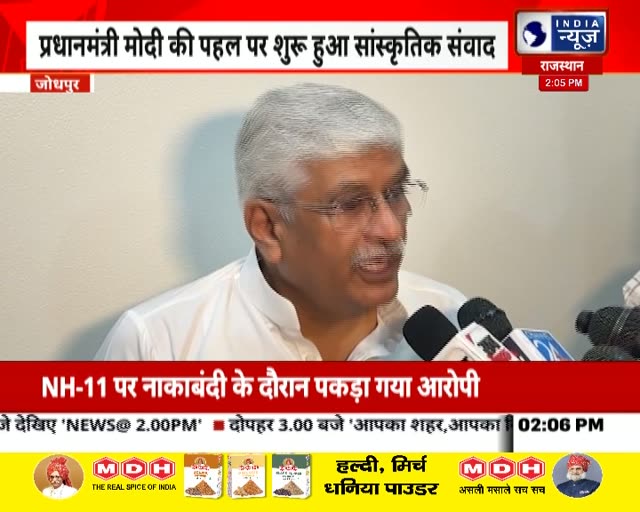 प्रधानमंत्री मोदी की पहल पर शुरू हुआ सांस्कृतिक संवाद
INDIA
न्यूज़
राजस्थान
2:05 PM
जोधपुर
24
NH-11 पर नाकाबंदी के दौरान पकड़ा गया आरोपी
जे देखिए 'NEWS@ 2.00PM' ■ दोपहर 3.00 बजे 'आपका शहर,आपका
02:06 PM
MDH
THE REAL SPICE OF INDIA
हल्दी, मिर्च
धनिया पाउडर
MDH
असली मसाले सच सच